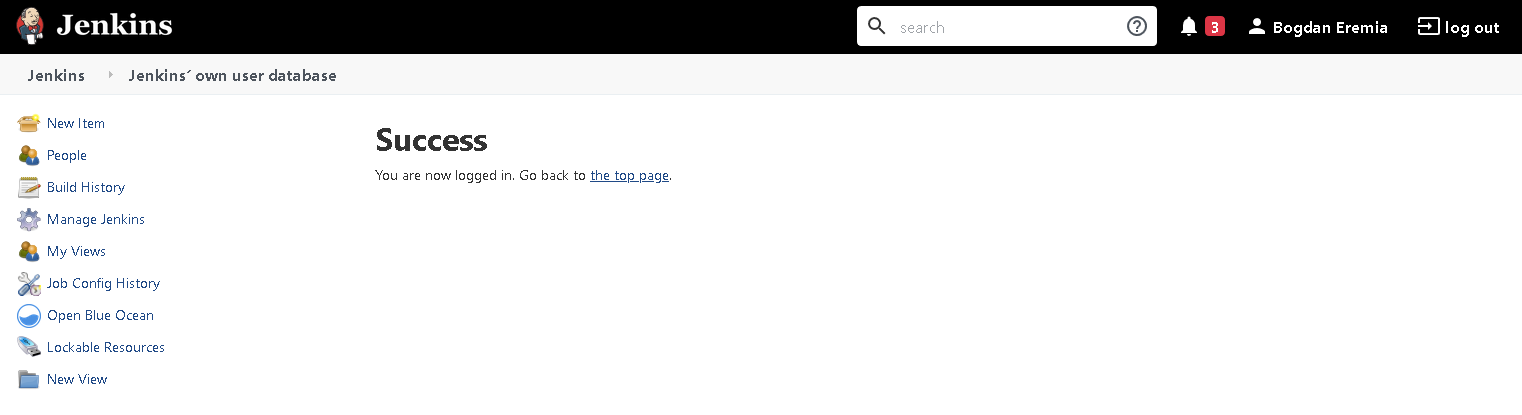 Jenkins
search
3
Bogdan Eremia
log out
Jenkins
Jenkins´ own user database
New Item
People
Build History
Manage Jenkins
My Views
Job Config History
Open Blue Ocean
Lockable Resources
New View
Success
You are now logged in. Go back to the top page.